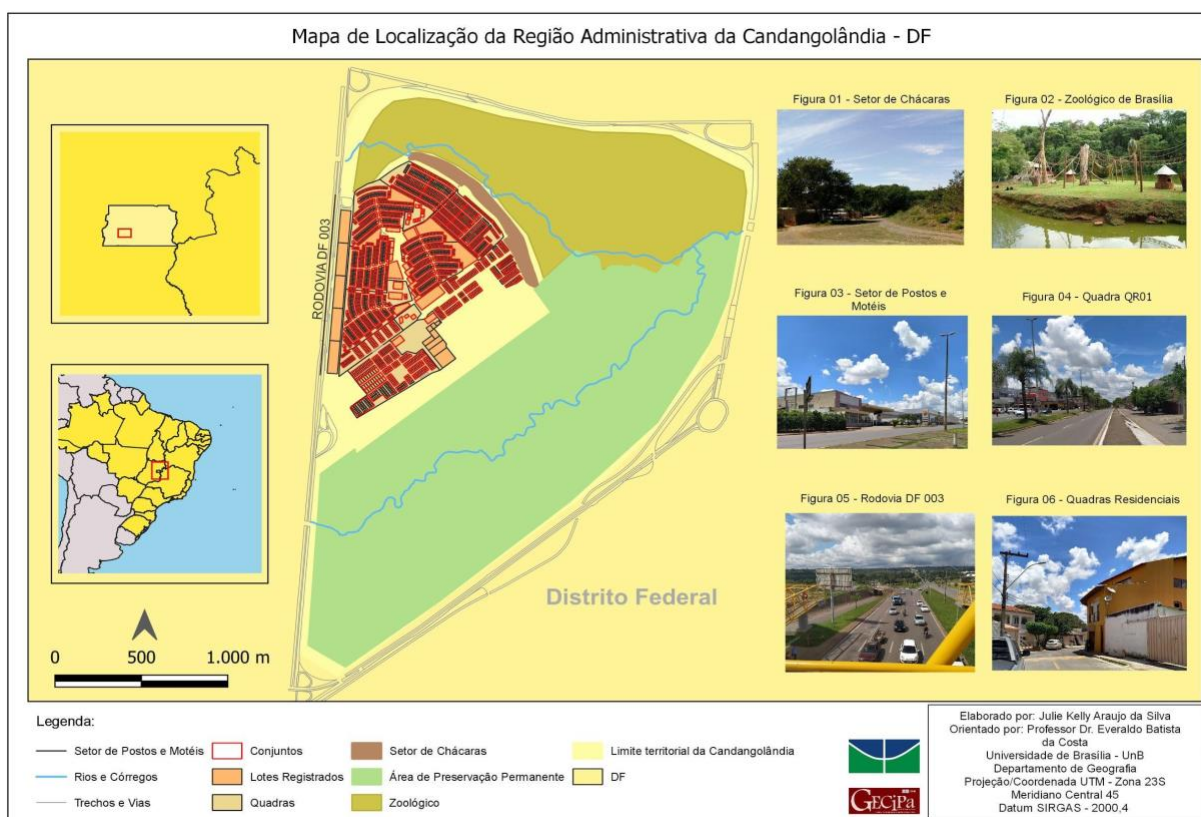 Mapa de Localização da Região Administrativa da Candangolândia - DF
RODOVIA DF 003
Distrito Federal
0 500 1.000 m
Figura 01 - Setor de Chácaras
Figura 02 - Zoológico de Brasília
Figura 03 - Setor de Postos e
Motéis
Figura 04 - Quadra QR01
Figura 05 - Rodovia DF 003
Figura 06 - Quadras Residenciais
Legenda:
Setor de Postos e Motéis
Rios e Córregos
Trechos e Vias
Conjuntos
Lotes Registrados
Quadras
Setor de Chácaras
Área de Preservação Permanente
Zoológico
Limite territorial da Candangolândia
DF
GECIPA
Elaborado por: Julie Kelly Araujo da Silva
Orientado por: Professor Dr. Everaldo Batista
da Costa
Universidade de Brasília - UnB
Departamento de Geografia
Projeção/Coordenada UTM - Zona 23S
Meridiano Central 45
Datum SIRGAS - 2000,4